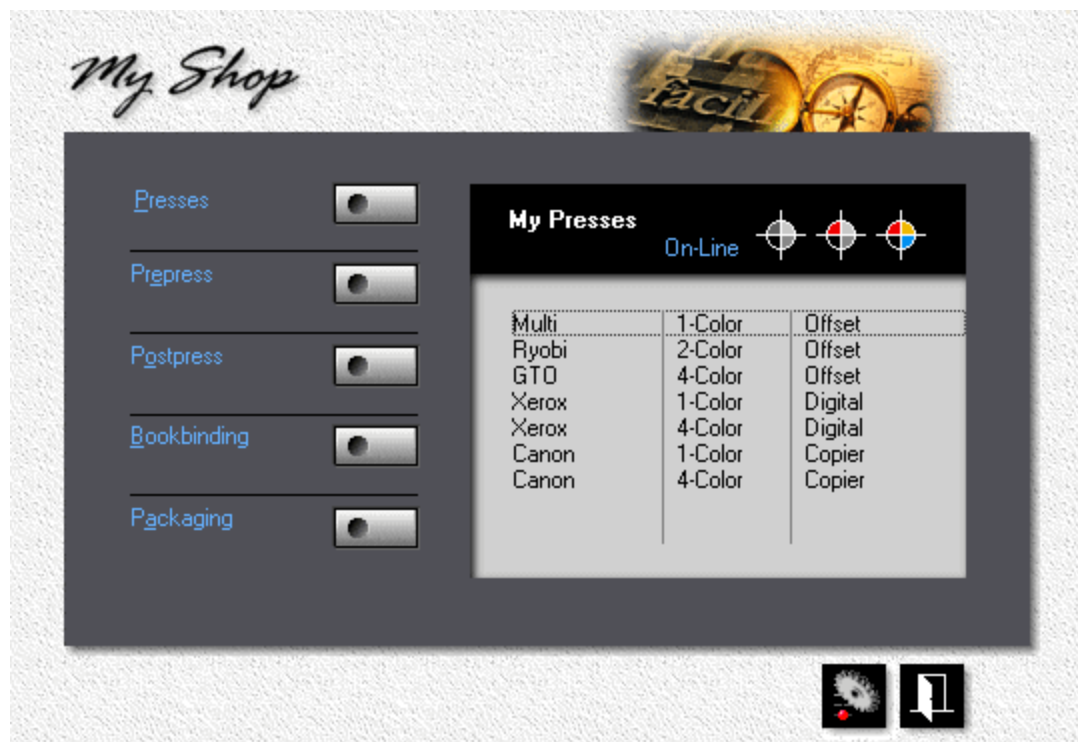 My Shop
facil
Presses
Prepress
Postpress
Bookbinding
Packaging
My Presses
On-Line
Multi 1-Color Offset
Ryobi 2-Color Offset
GTO 4-Color Offset
Xerox 1-Color Digital
Xerox 4-Color Digital
Canon 1-Color Copier
Canon 4-Color Copier